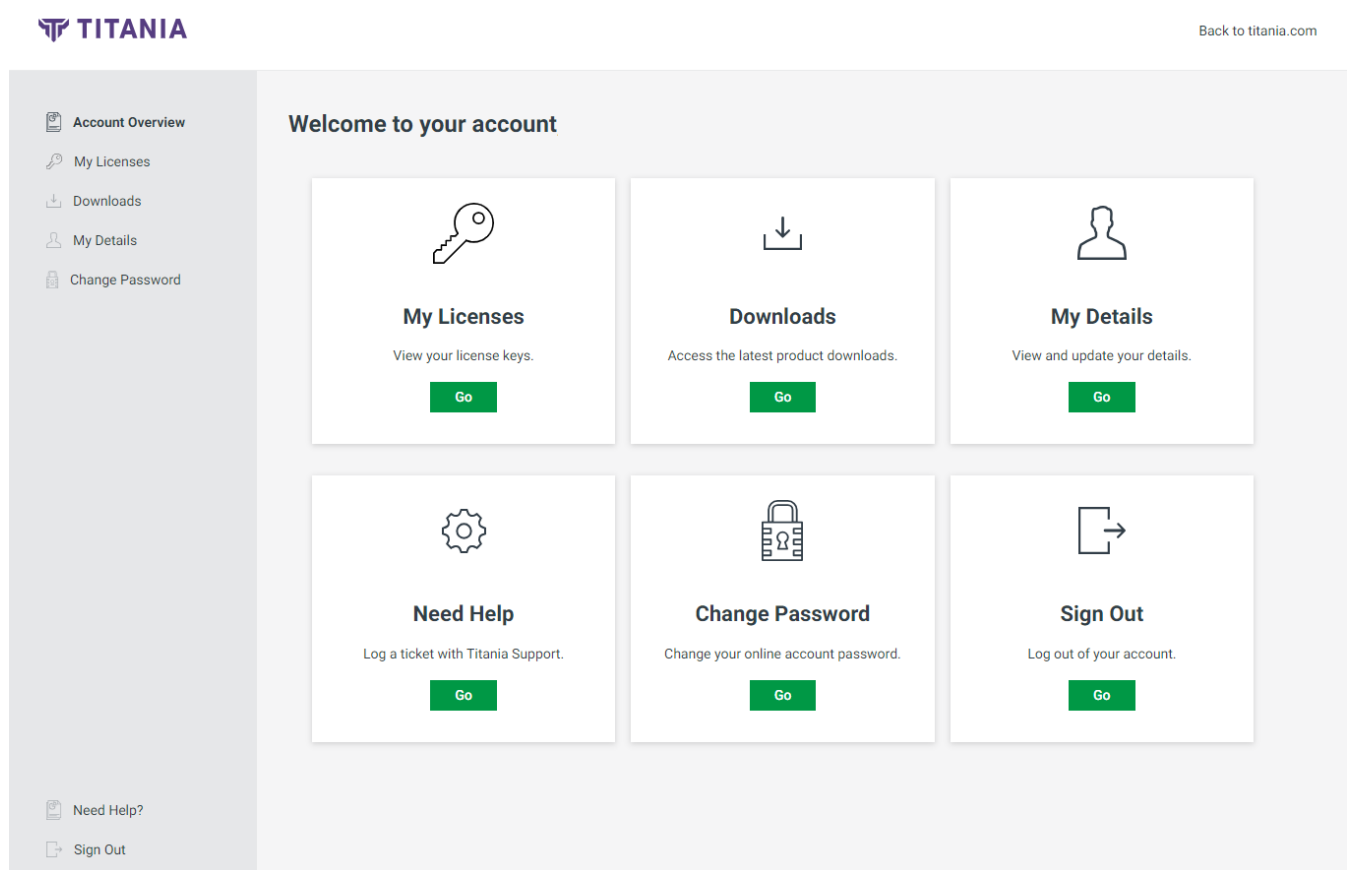 TITANIA
Back to titania.com
Account Overview
My Licenses
Downloads
My Details
Change Password
Welcome to your account
My Licenses
View your license keys.
Go
Downloads
Access the latest product downloads.
Go
My Details
View and update your details.
Go
Need Help
Log a ticket with Titania Support.
Go
Change Password
Change your online account password.
Go
Sign Out
Log out of your account.
Go
Need Help?
Sign Out